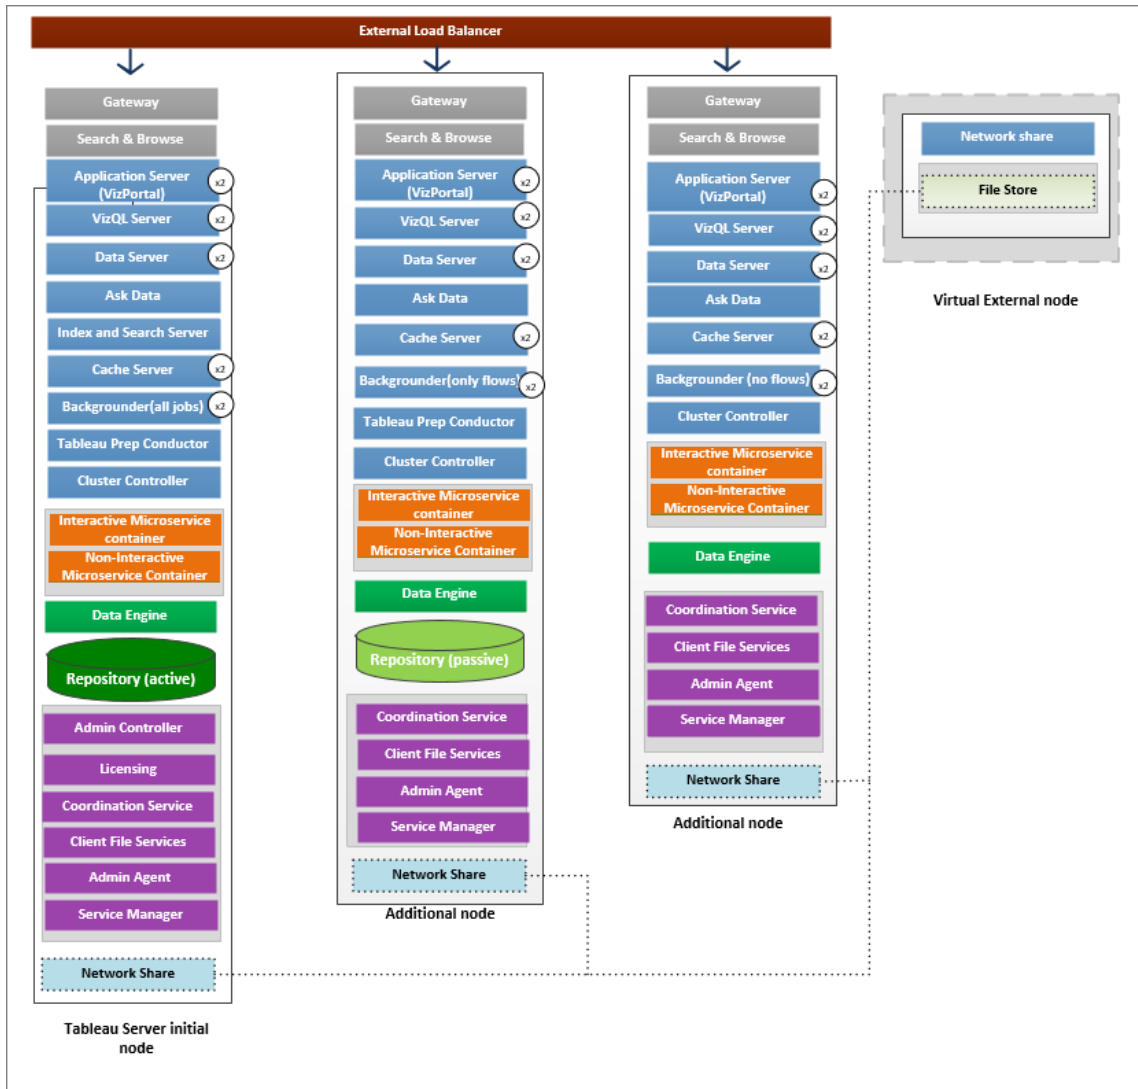 External Load Balancer
Gateway
Search & Browse
Application Server
(VizPortal)
x2
VizQL Server
x2
Data Server
x2
Ask Data
Index and Search Server
Cache Server
x2
Backgrounder(all jobs)
x2
Tableau Prep Conductor
Cluster Controller
Interactive Microservice
container
Non-Interactive
Microservice Container
Data Engine
Repository (active)
Admin Controller
Licensing
Coordination Service
Client File Services
Admin Agent
Service Manager
Network Share
Tableau Server initial
node
Gateway
Search & Browse
Application Server
(VizPortal)
x2
VizQL Server
x2
Data Server
x2
Ask Data
Cache Server
x2
Backgrounder(only flows)
x2
Tableau Prep Conductor
Cluster Controller
Interactive Microservice
container
Non-Interactive
Microservice Container
Data Engine
Repository (passive)
Coordination Service
Client File Services
Admin Agent
Service Manager
Network Share
Additional node
Gateway
Search & Browse
Application Server
(VizPortal)
x2
VizQL Server
x2
Data Server
x2
Ask Data
Cache Server
x2
Backgrounder (no flows)
x2
Cluster Controller
Interactive Microservice
container
Non-Interactive
Microservice Container
Data Engine
Coordination Service
Client File Services
Admin Agent
Service Manager
Network Share
Additional node
Network share
File Store
Virtual External node